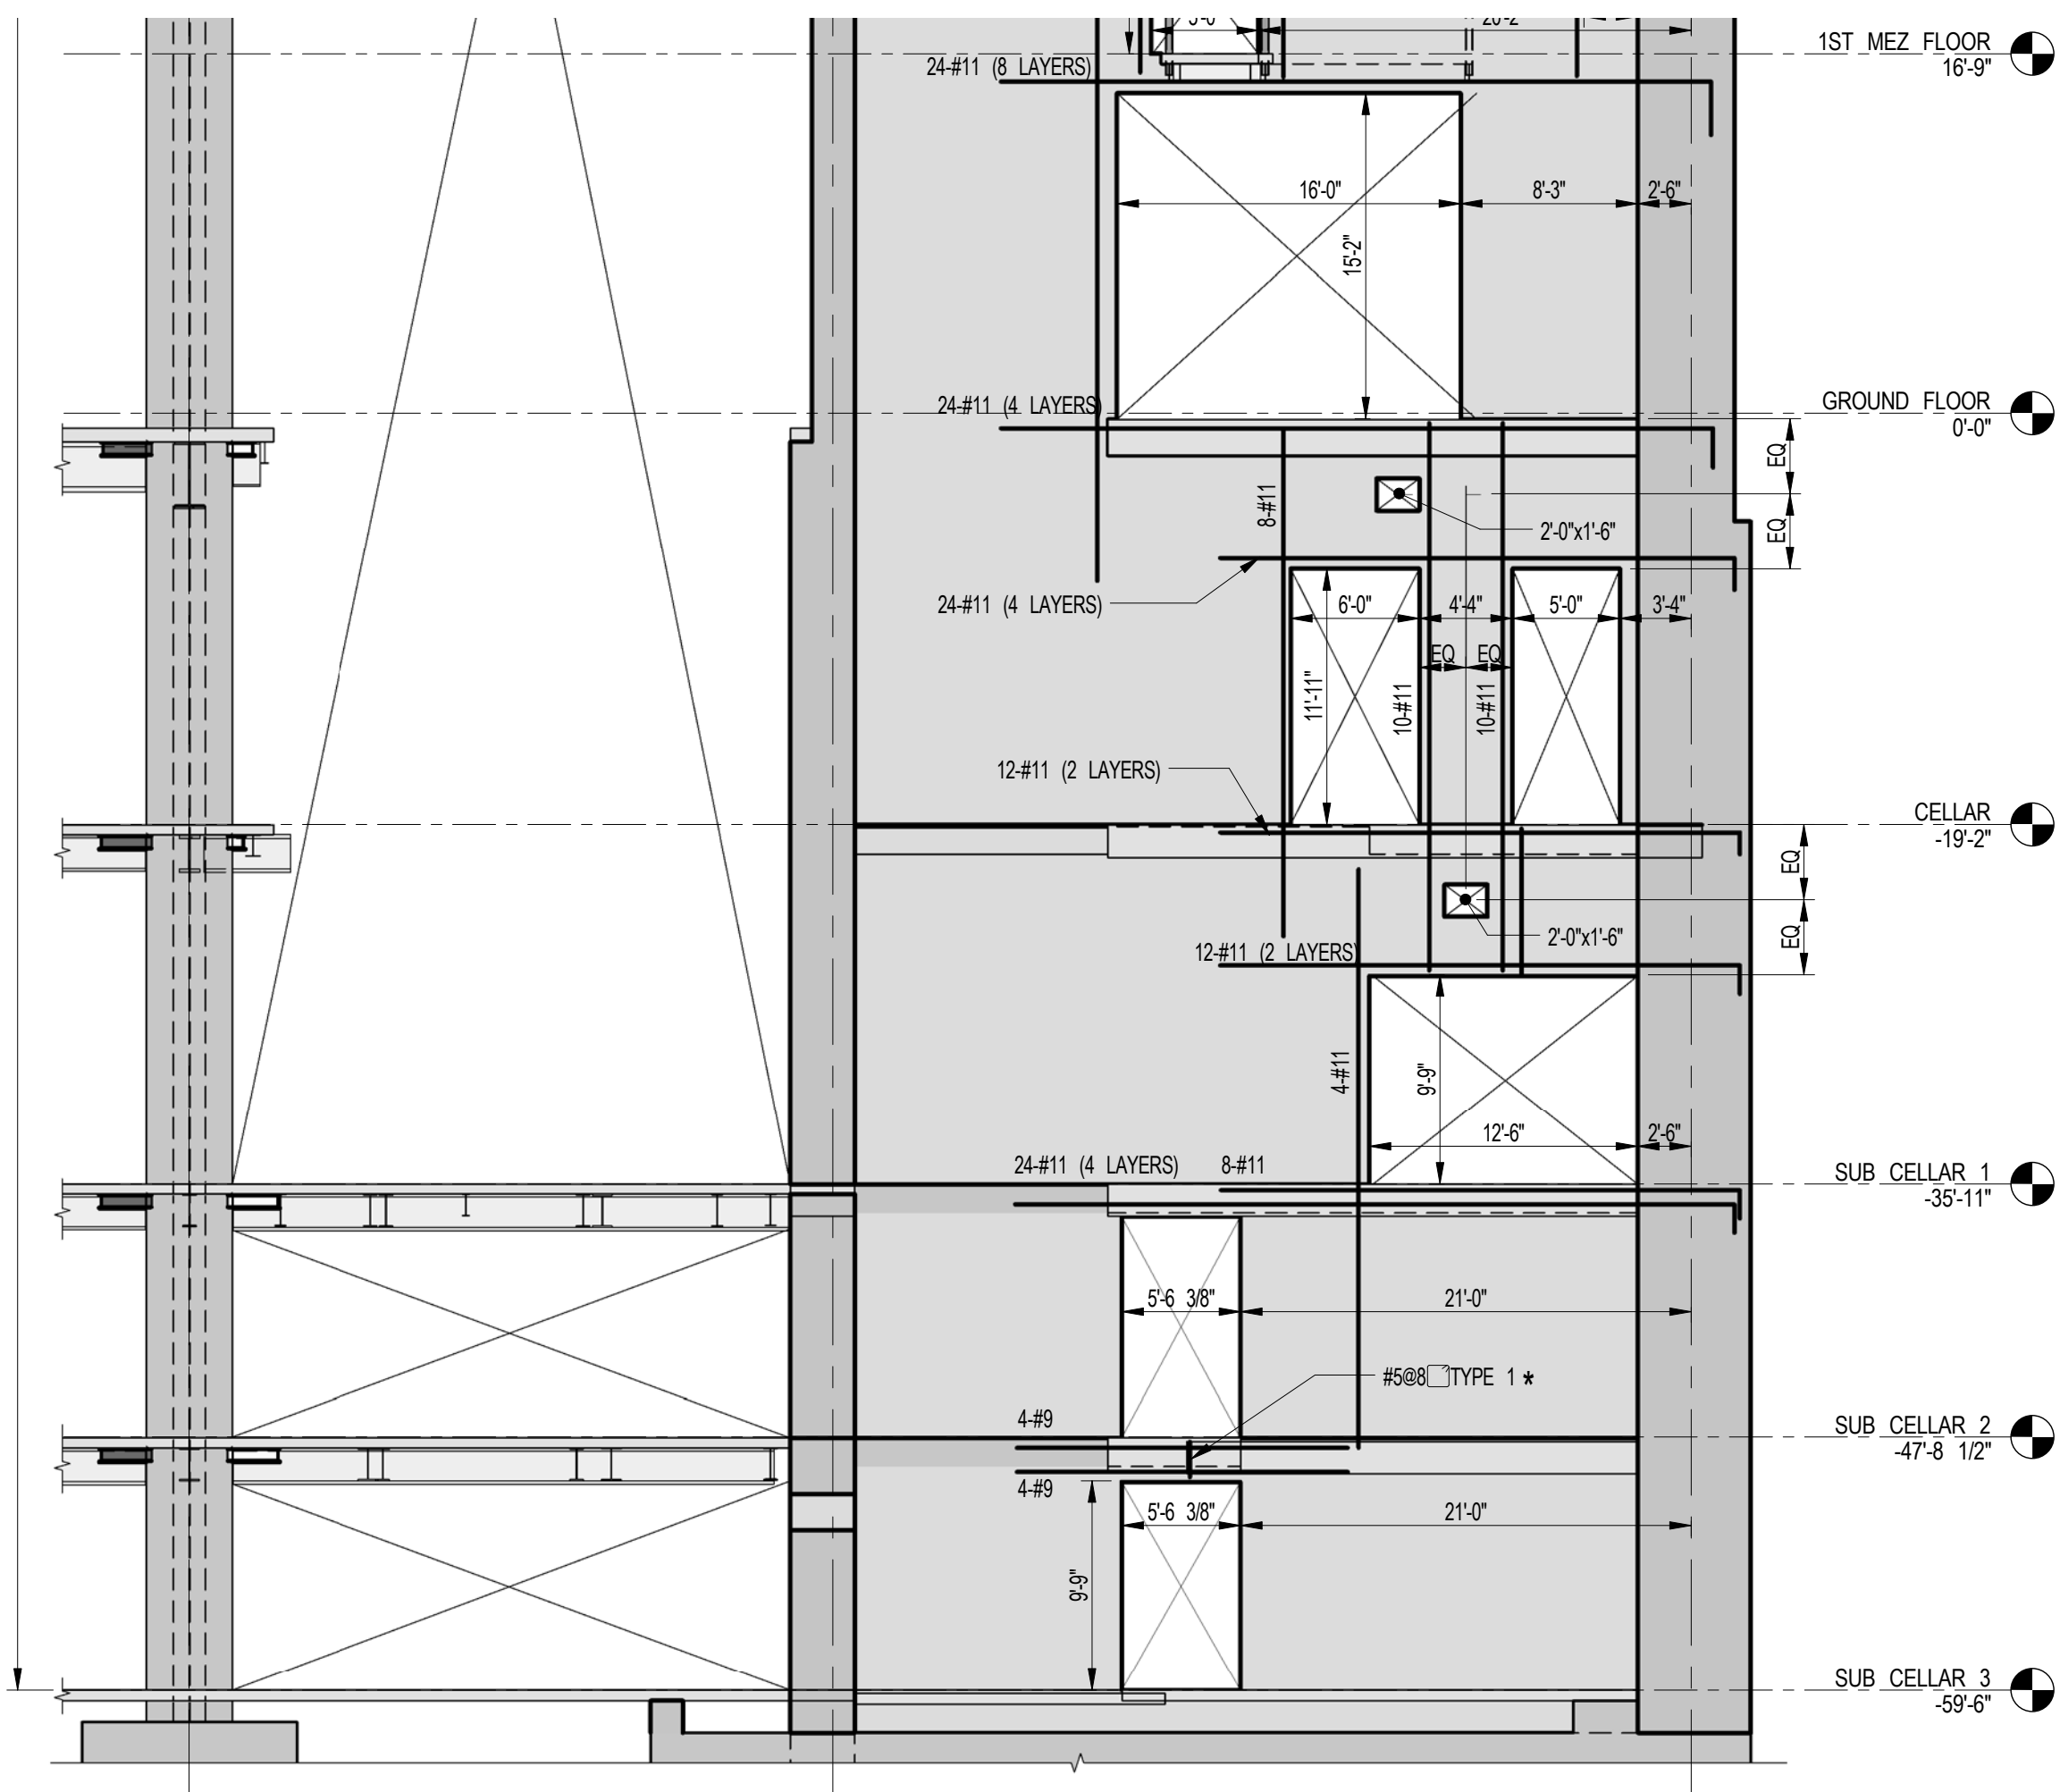 5'-0"
20'-2"
1ST MEZ FLOOR
16'-9"
24-#11 (8 LAYERS)
16'-0"
8'-3"
2'-6"
15'-2"
24-#11 (4 LAYERS)
GROUND FLOOR
0'-0"
EQ
8-#11
2'-0"x1'-6"
EQ
24-#11 (4 LAYERS)
6'-0"
4'-4"
5'-0"
3'-4"
EQ
EQ
11'-11"
10-#11
10-#11
12-#11 (2 LAYERS)
CELLAR
-19'-2"
EQ
2'-0"x1'-6"
EQ
12-#11 (2 LAYERS)
4-#11
9'-9"
12'-6"
2'-6"
24-#11 (4 LAYERS)
8-#11
SUB CELLAR 1
-35'-11"
5'-6 3/8"
21'-0"
#5@8 TYPE 1 *
4-#9
SUB CELLAR 2
-47'-8 1/2"
4-#9
5'-6 3/8"
21'-0"
9'-9"
SUB CELLAR 3
-59'-6"